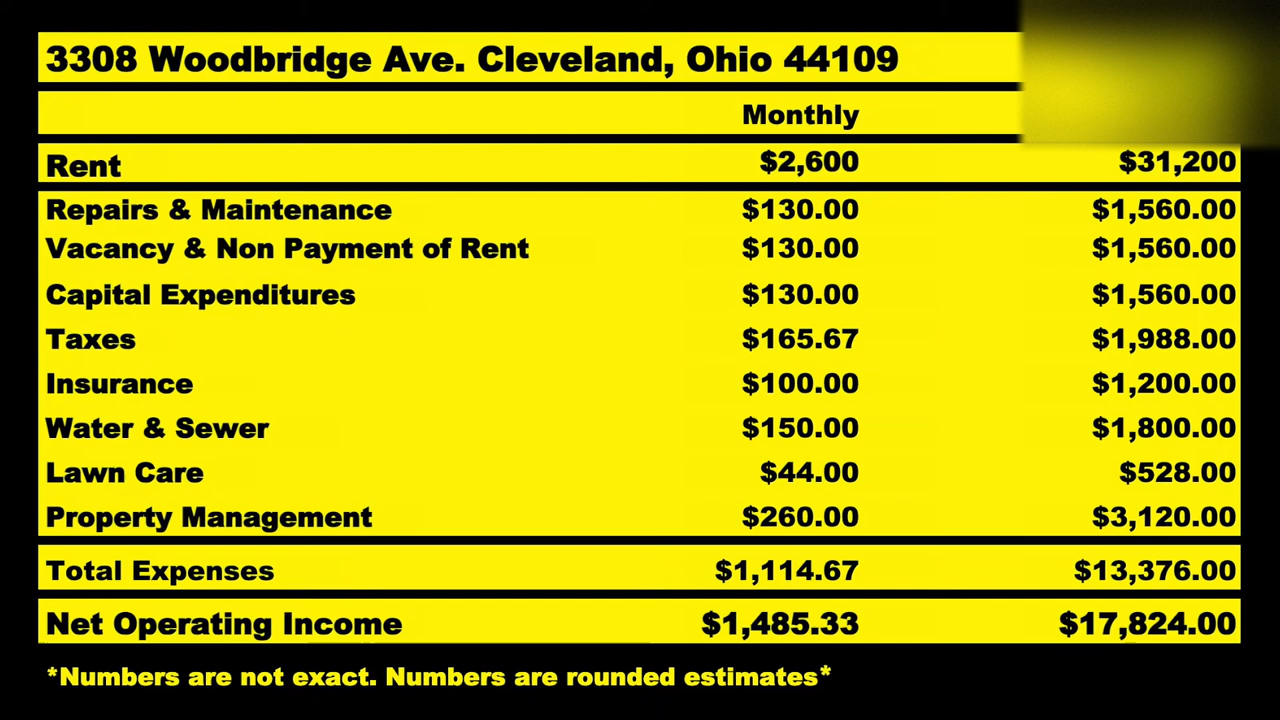 3308 Woodbridge Ave. Cleveland, Ohio 44109
Monthly
Rent $2,600 $31,200
Repairs & Maintenance $130.00 $1,560.00
Vacancy & Non Payment of Rent $130.00 $1,560.00
Capital Expenditures $130.00 $1,560.00
Taxes $165.67 $1,988.00
Insurance $100.00 $1,200.00
Water & Sewer $150.00 $1,800.00
Lawn Care $44.00 $528.00
Property Management $260.00 $3,120.00
Total Expenses $1,114.67 $13,376.00
Net Operating Income $1,485.33 $17,824.00
*Numbers are not exact. Numbers are rounded estimates*